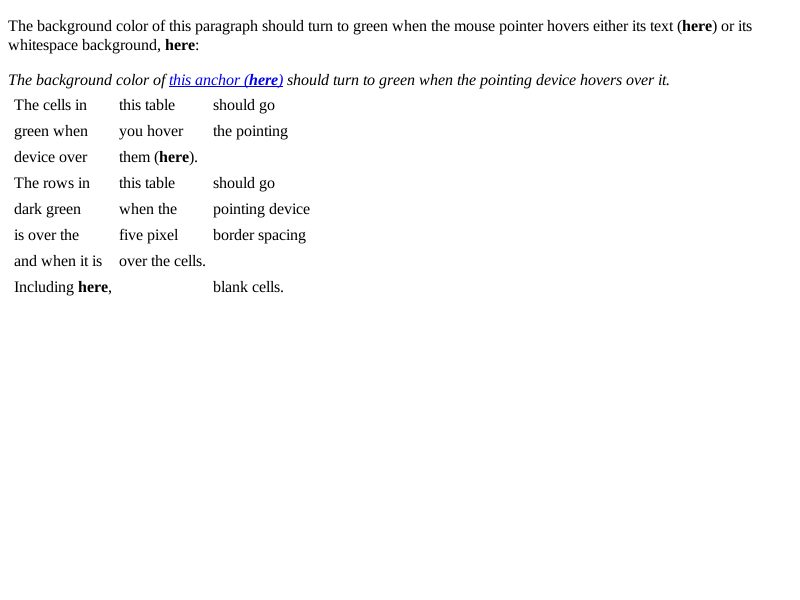 The background color of this paragraph should turn to green when the mouse pointer hovers either its text (here) or its
whitespace background, here:
The background color of this anchor (here) should turn to green when the pointing device hovers over it.
The cells in this table should go
green when you hover the pointing
device over them (here).
The rows in this table should go
dark green when the pointing device
is over the five pixel border spacing
and when it is over the cells.
Including here, blank cells.